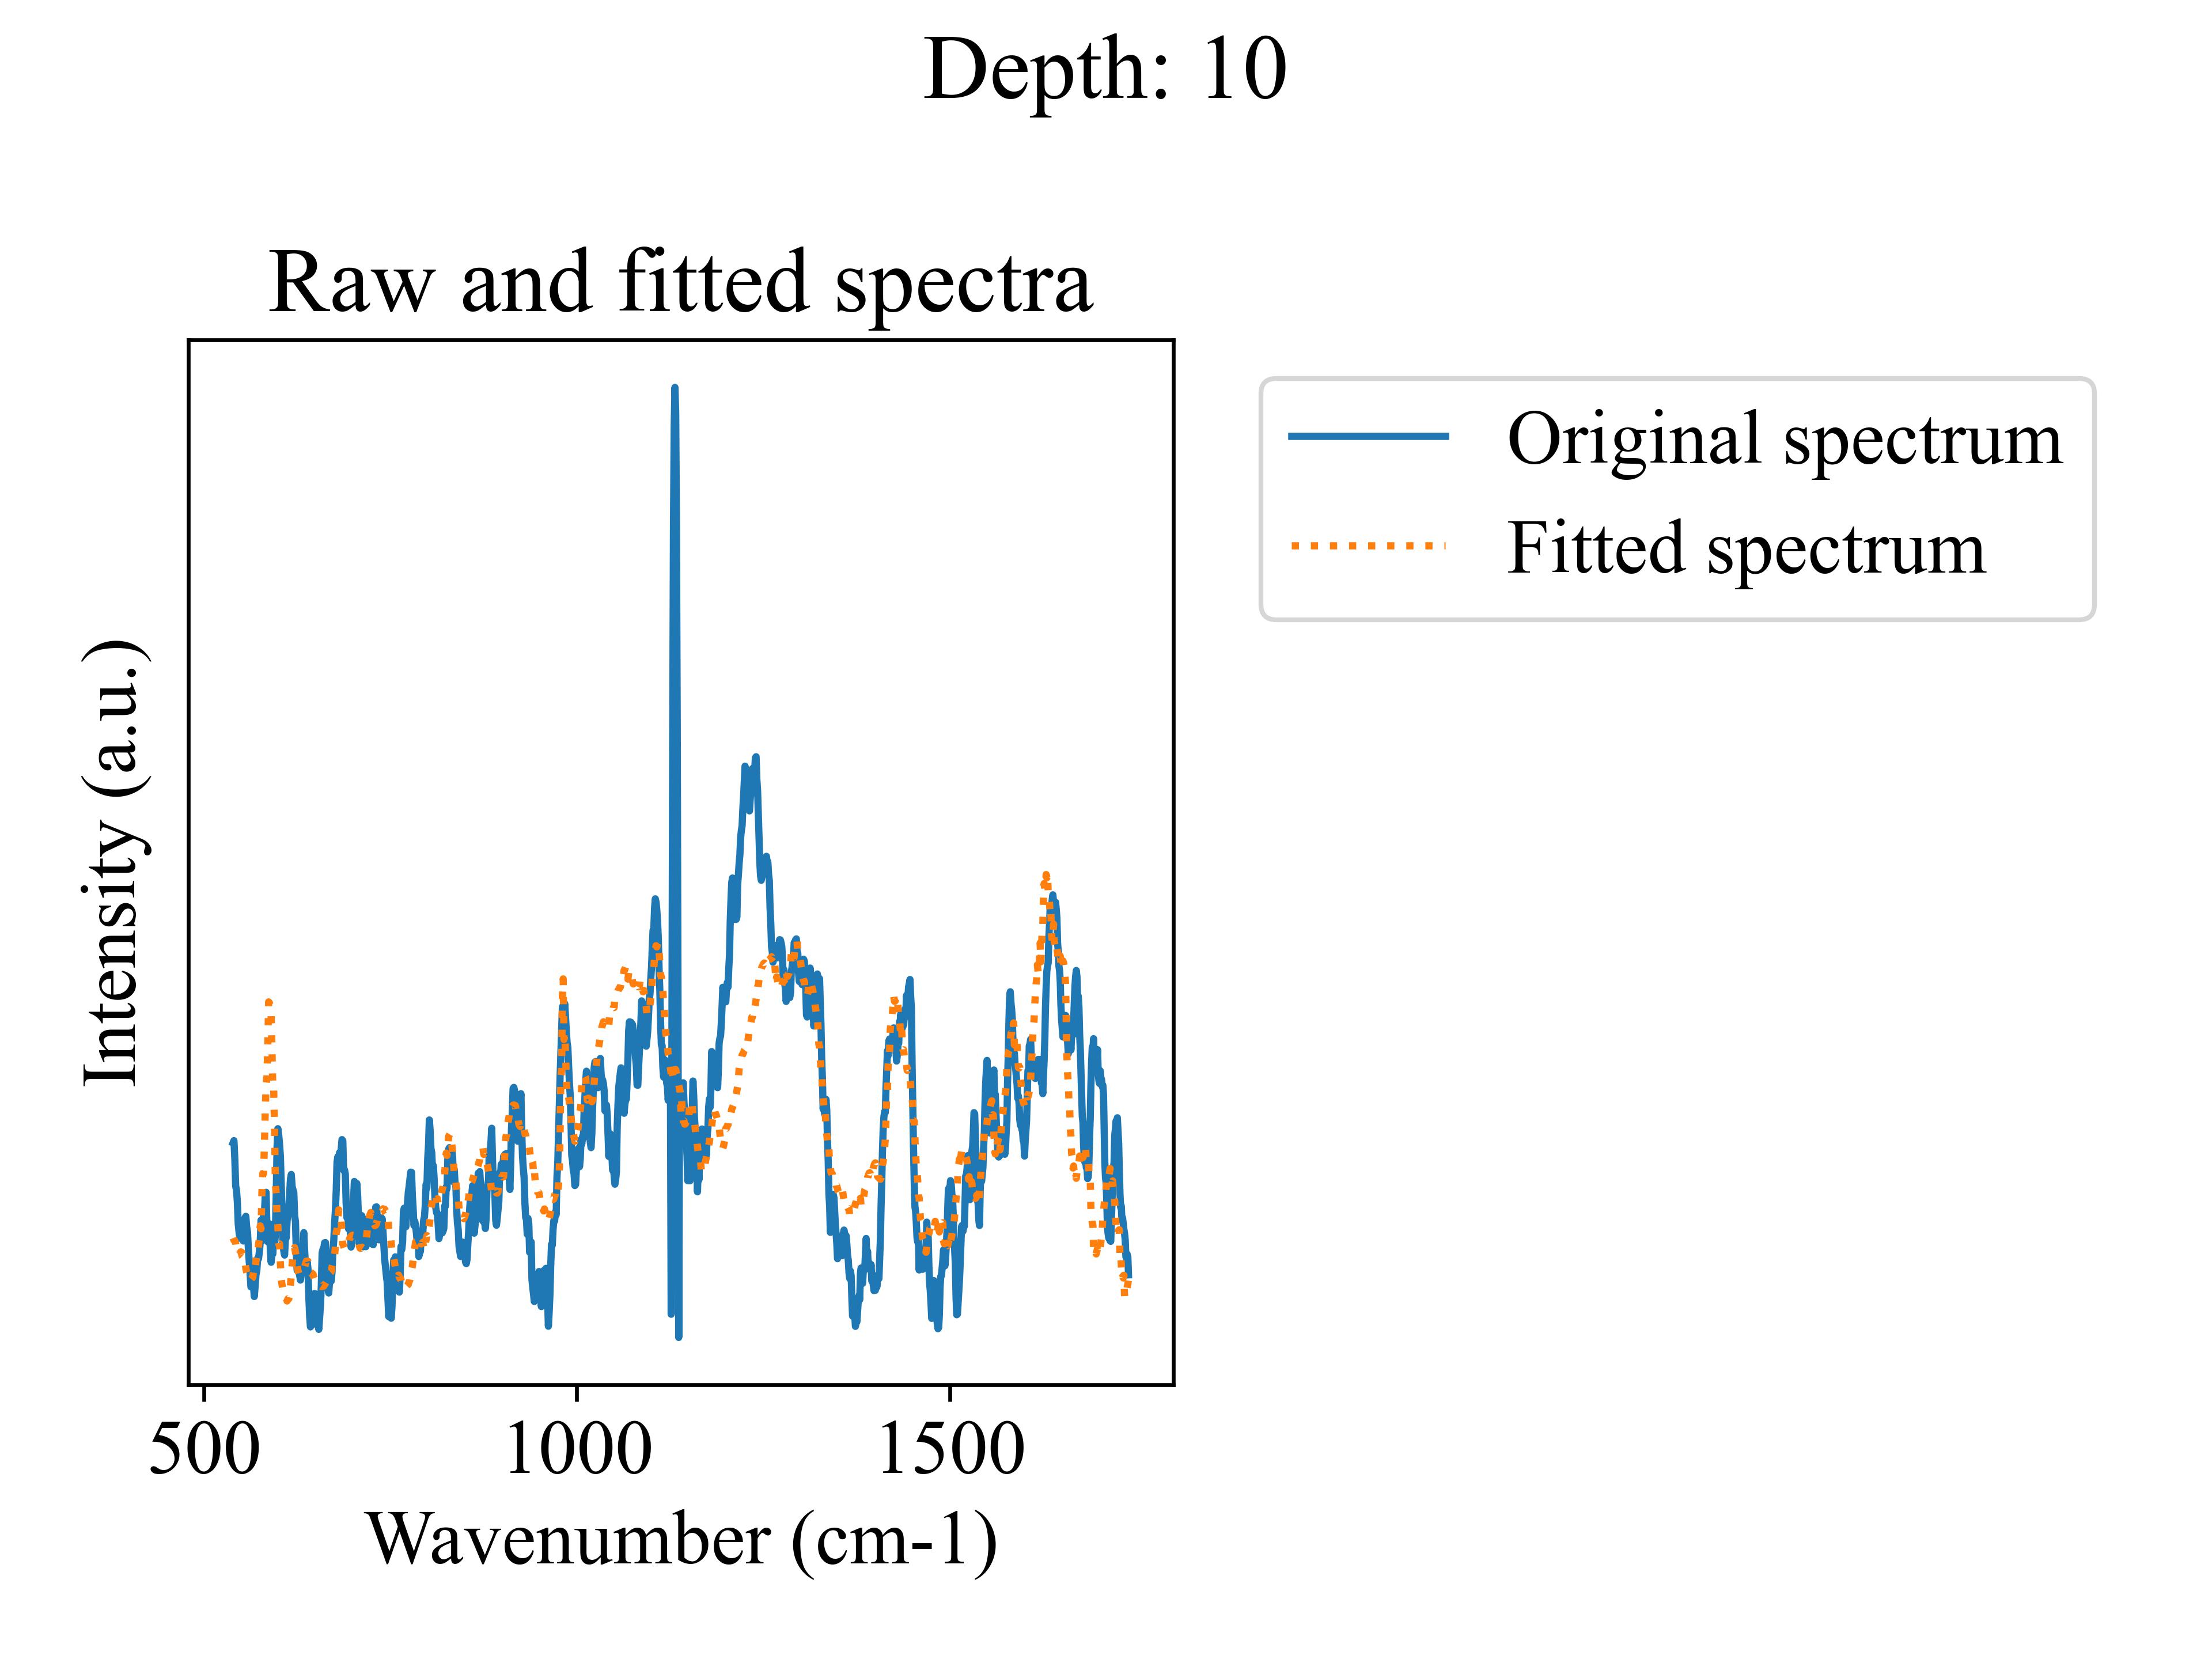 Depth: 10
Raw and fitted spectra
Intensity (a.u.)
Original spectrum
Fitted spectrum
500 1000 1500
Wavenumber (cm-1)